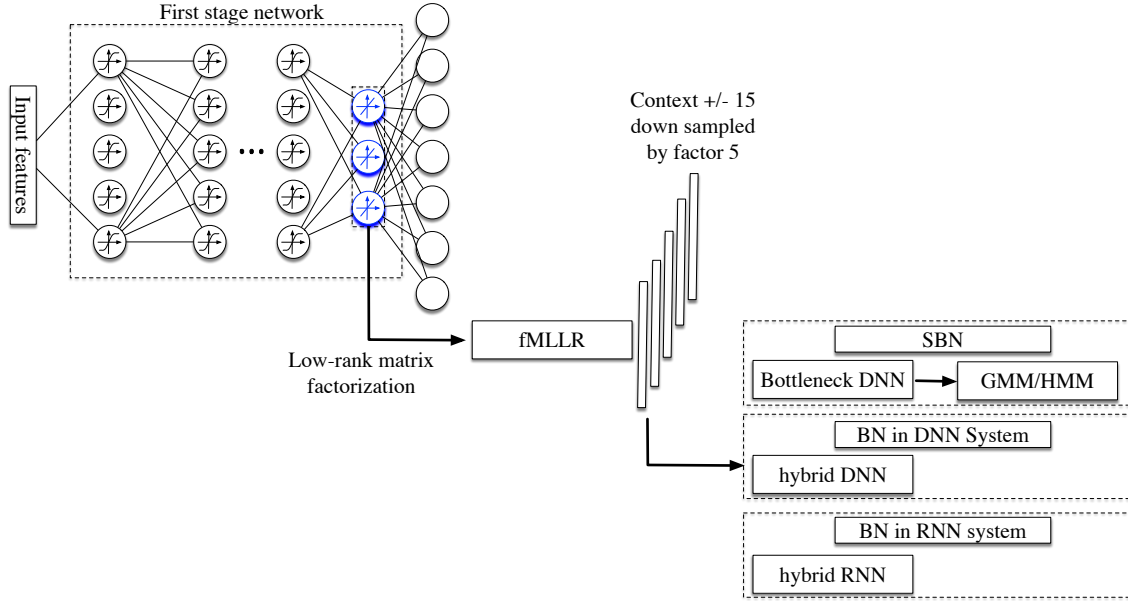 First stage network
Input features
...
Context +/- 15
down sampled
by factor 5
fMLLR
Low-rank matrix
factorization
SBN
Bottleneck DNN
GMM/HMM
BN in DNN System
hybrid DNN
BN in RNN system
hybrid RNN